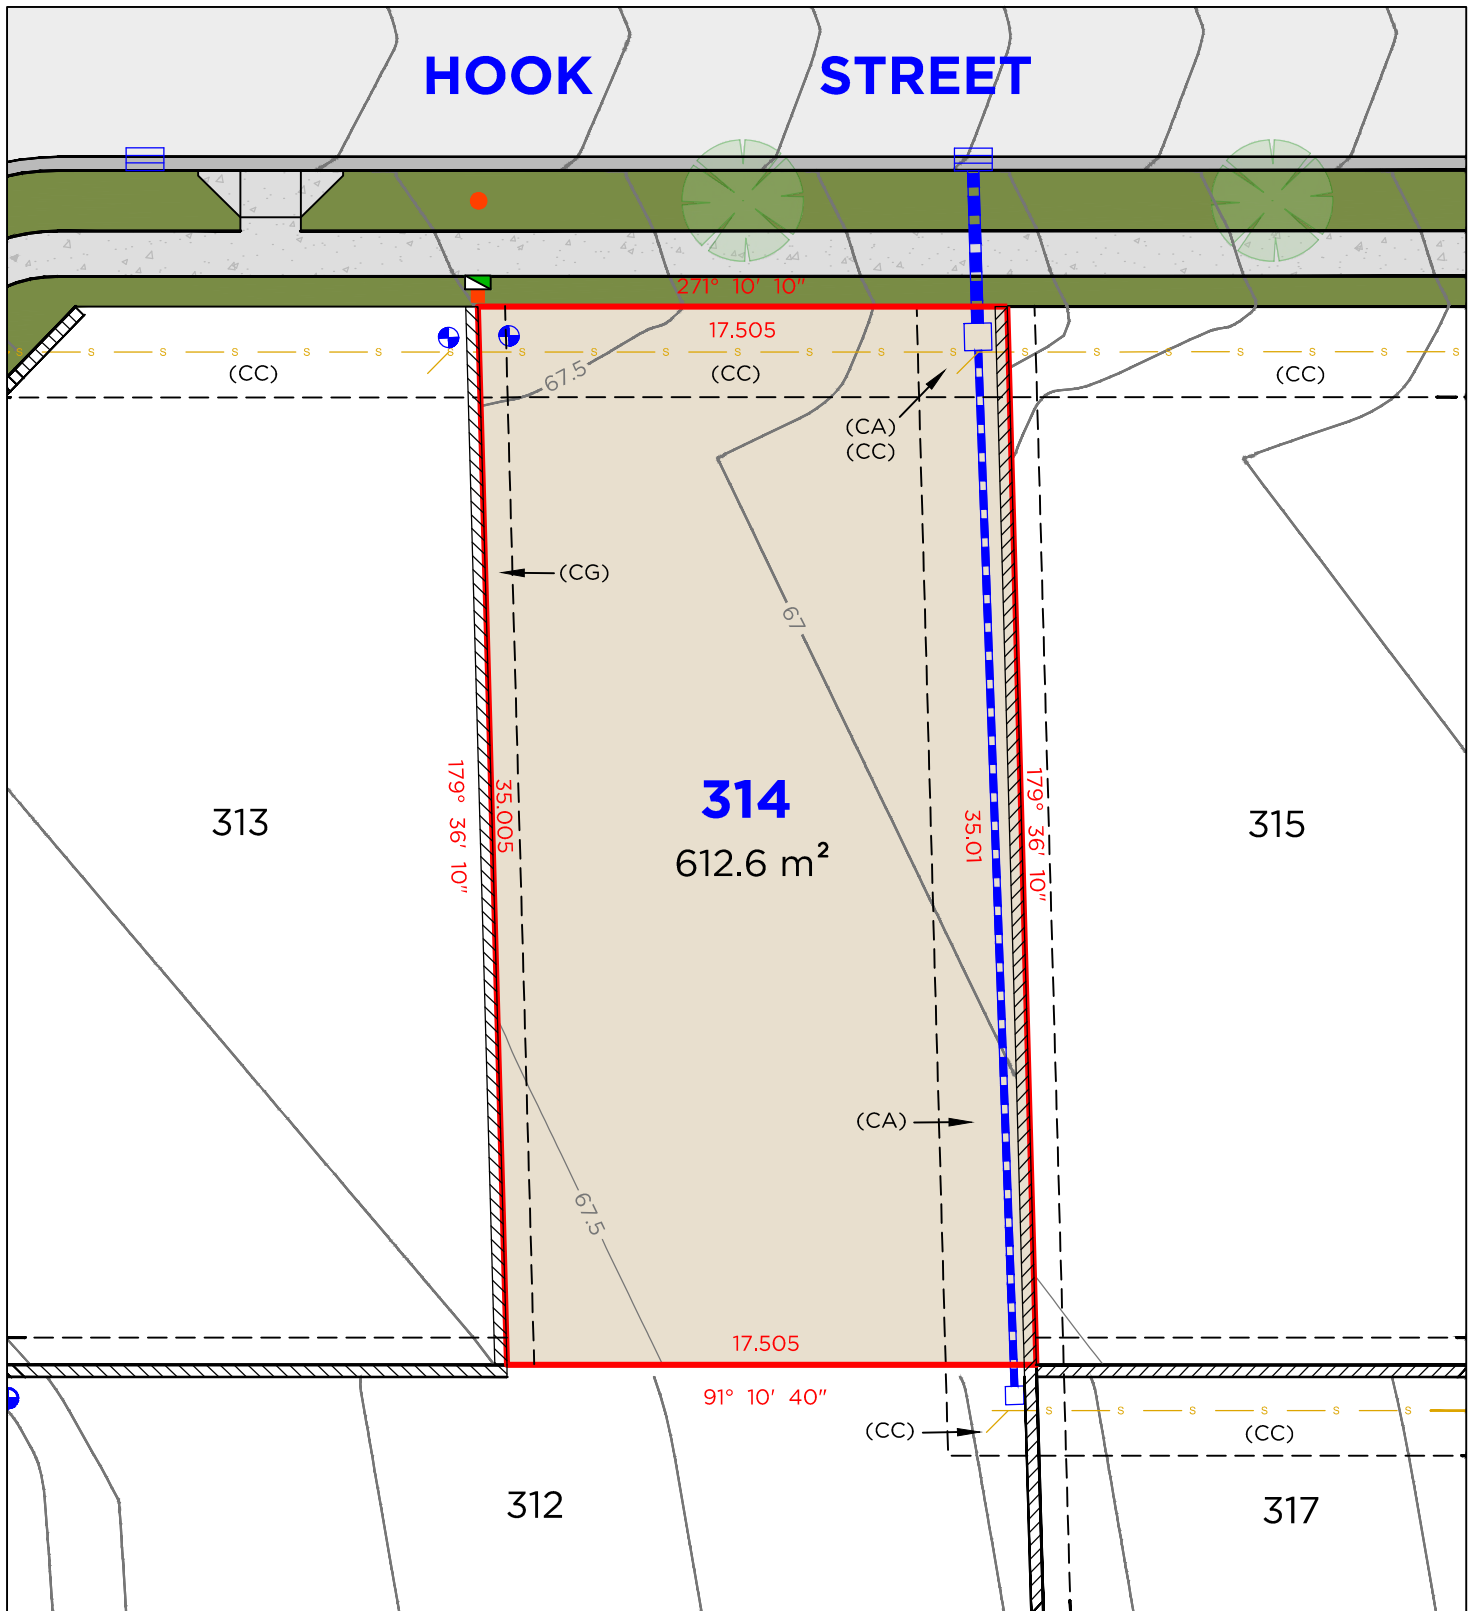 HOOK STREET
271° 10' 10"
17.505
S S S S S S S S S S S S S S S S S S S S
(CC) (CC) (CC)
67.5
(CA)
(CC)
(CG)
67
179° 36' 10"
35.005
314
612.6 m²
35.01
179° 36' 10"
313
315
(CA)
67.5
17.505
91° 10' 40"
S S S S S S
(CC)
(CC)
312
317